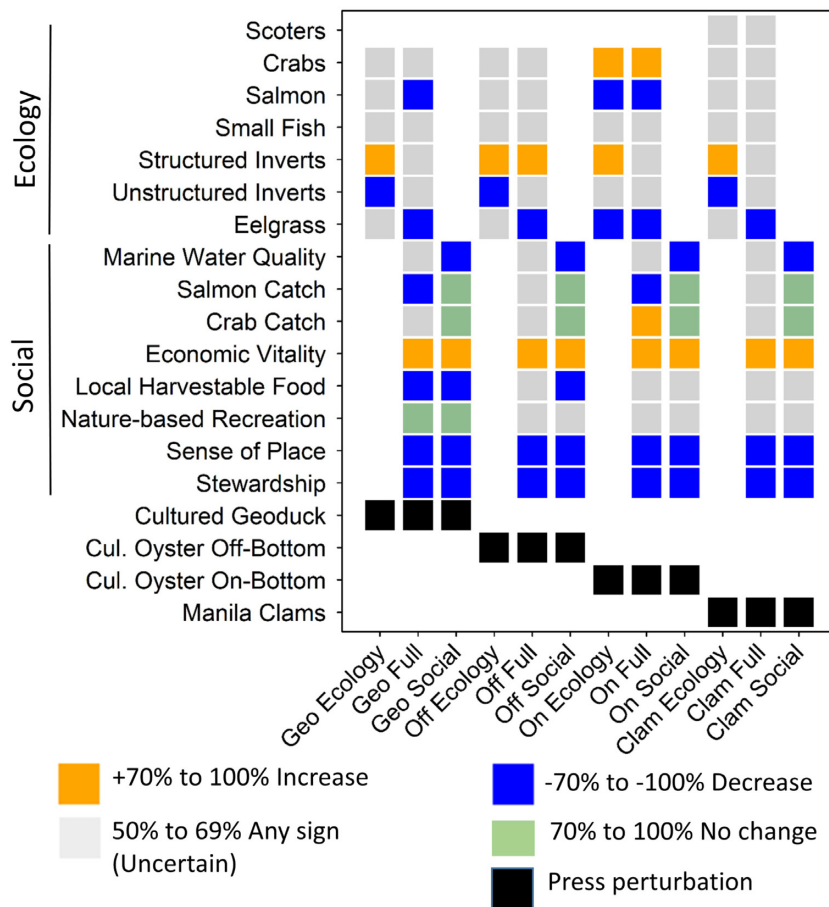 Ecology
Scoters
Crabs
Salmon
Small Fish
Structured Inverts
Unstructured Inverts
Eelgrass
Social
Marine Water Quality
Salmon Catch
Crab Catch
Economic Vitality
Local Harvestable Food
Nature-based Recreation
Sense of Place
Stewardship
Cultured Geoduck
Cul. Oyster Off-Bottom
Cul. Oyster On-Bottom
Manila Clams
Geo Ecology
Geo Full
Geo Social
Off Ecology
Off Full
Off Social
On Ecology
On Full
On Social
Clam Ecology
Clam Full
Clam Social
+70% to 100% Increase
50% to 69% Any sign
(Uncertain)
-70% to -100% Decrease
70% to 100% No change
Press perturbation